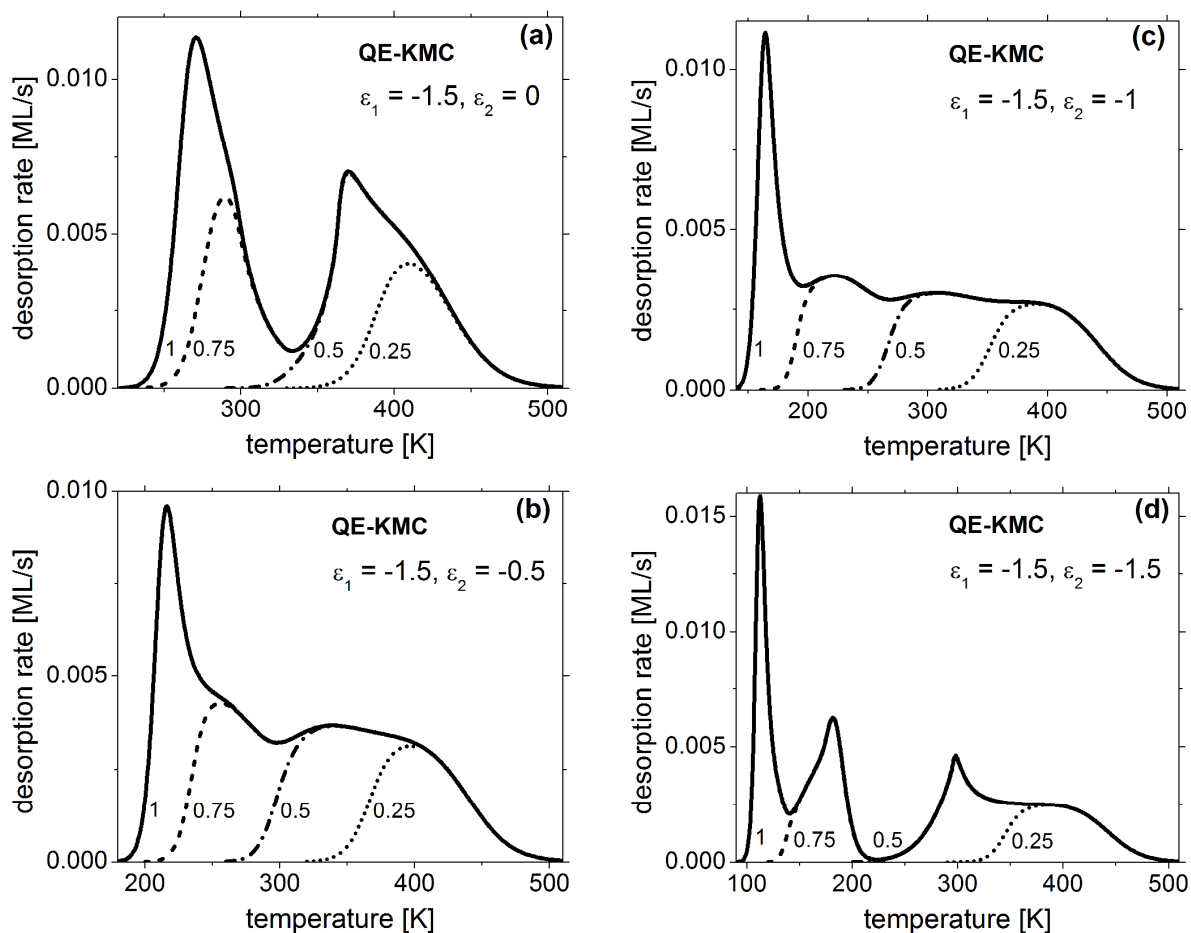 (a)
QE-KMC
ε₁ = -1.5, ε₂ = 0
desorption rate [ML/s]
0.010
0.005
0.000
1
0.75
0.5
0.25
300
400
500
temperature [K]
(c)
QE-KMC
ε₁ = -1.5, ε₂ = -1
desorption rate [ML/s]
0.010
0.005
0.000
1
0.75
0.5
0.25
200
300
400
500
temperature [K]
(b)
QE-KMC
ε₁ = -1.5, ε₂ = -0.5
desorption rate [ML/s]
0.010
0.005
0.000
1
0.75
0.5
0.25
200
300
400
500
temperature [K]
(d)
QE-KMC
ε₁ = -1.5, ε₂ = -1.5
desorption rate [ML/s]
0.015
0.010
0.005
0.000
1
0.75
0.5
0.25
100
200
300
400
500
temperature [K]